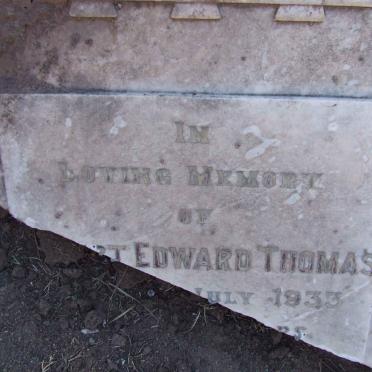 IN
LOVING MEMORY
OF
EDWARD THOMAS
JULY 1933